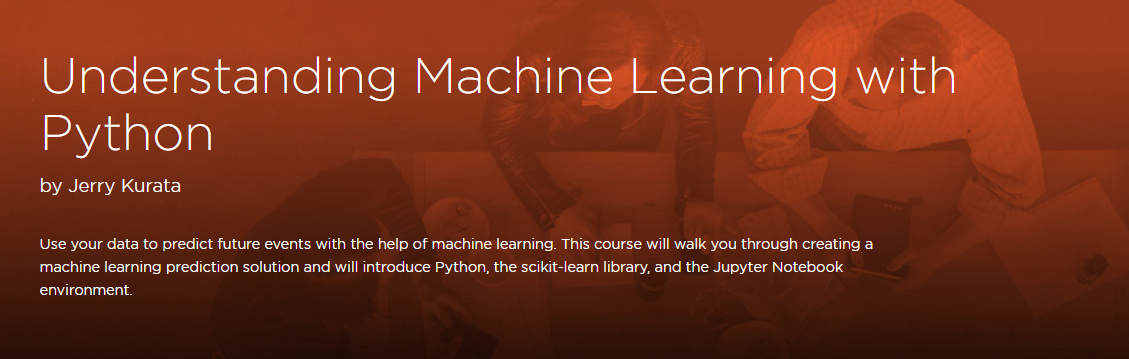 Understanding Machine Learning with
Python
by Jerry Kurata
Use your data to predict future events with the help of machine learning. This course will walk you through creating a
machine learning prediction solution and will introduce Python, the scikit-learn library, and the Jupyter Notebook
environment.